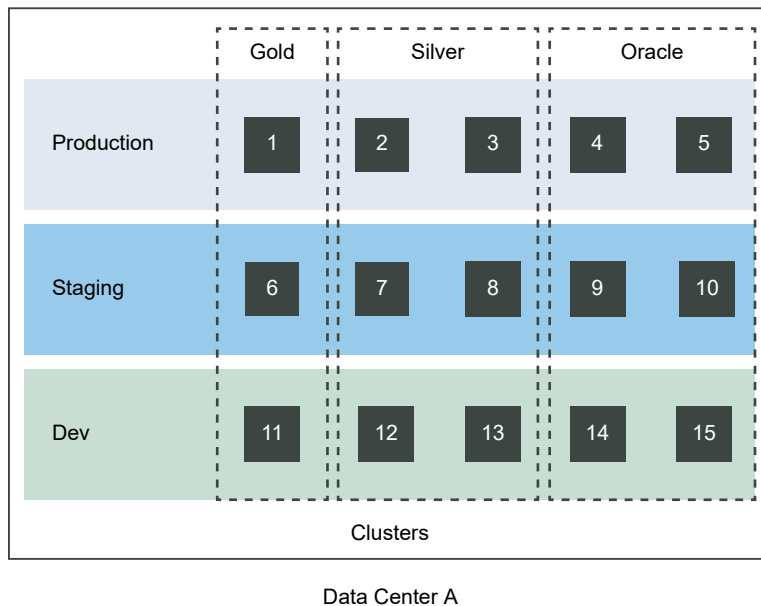 Gold Silver Oracle
Production 1 2 3 4 5
Staging 6 7 8 9 10
Dev 11 12 13 14 15
Clusters
Data Center A